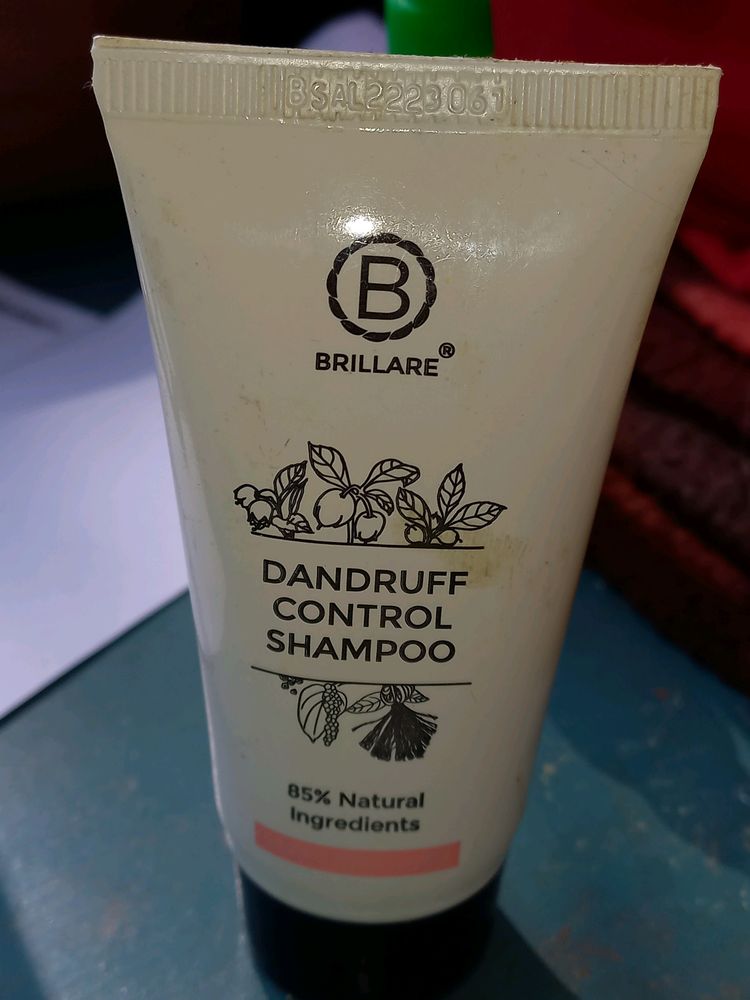 BSAL2223061
B
BRILLARE®
DANDRUFF
CONTROL
SHAMPOO
85% Natural
Ingredients